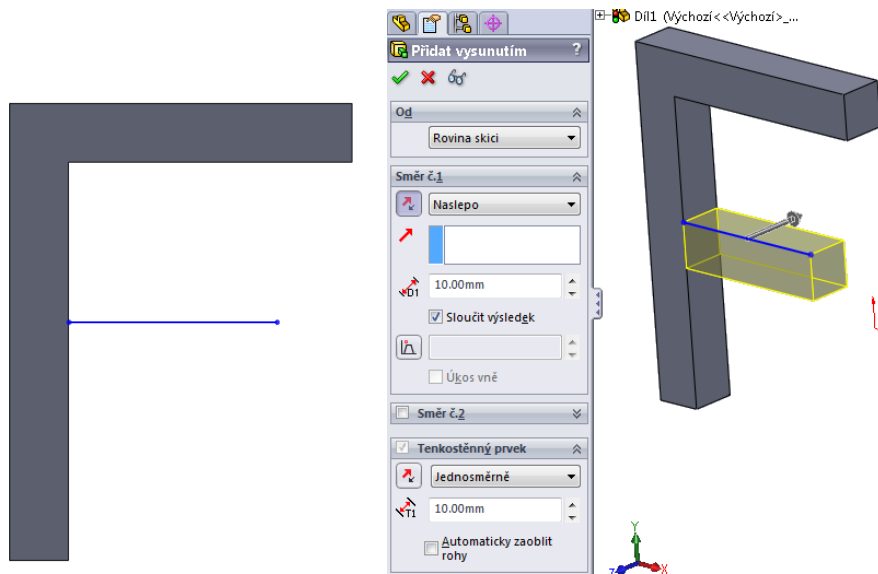 Díl1 (Výchozí<<Výchozí>_...
Přidat vysunutím ?
Od
Rovina skici
Směr č.1
Naslepo
D1
10.00mm
Sloučit výsledek
Úkos vně
Směr č.2
Tenkostěnný prvek
Jednosměrně
T1
10.00mm
Automaticky zaoblit
rohy
Y
Z
X